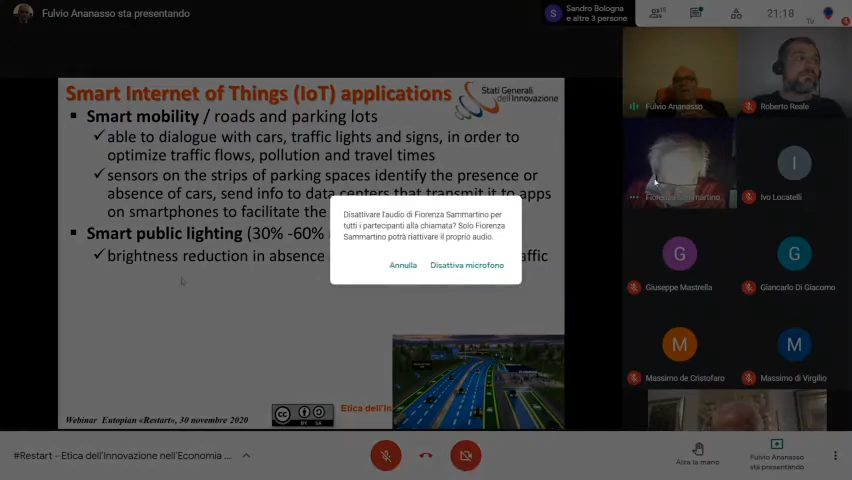 Fulvio Ananasso sta presentando
S
Sandro Bologna
e altre 3 persone
15
21:18
Tu
Smart Internet of Things (IoT) applications
Stati Generali
dell'Innovazione
Smart mobility / roads and parking lots
able to dialogue with cars, traffic lights and signs, in order to
optimize traffic flows, pollution and travel times
sensors on the strips of parking spaces identify the presence or
absence of cars, send info to data centers that transmit it to apps
on smartphones to facilitate the
Smart public lighting (30% -60%
brightness reduction in absence
affic
Disattivare l'audio di Fiorenza Sammartino per
tutti i partecipanti alla chiamata? Solo Fiorenza
Sammartino potrà riattivare il proprio audio.
Annulla
Disattiva microfono
Webinar Eutopian «Restart», 30 novembre 2020
cc
BY SA
Etica dell'In
Fulvio Ananasso
Roberto Reale
Fiorenza Sammartino
I
Ivo Locatelli
G
Giuseppe Mastrella
G
Giancarlo Di Giacomo
M
Massimo de Cristofaro
M
Massimo di Virgilio
#Restart - Etica dell'Innovazione nell'Economia ...
Alza la mano
Fulvio Ananasso
sta presentando